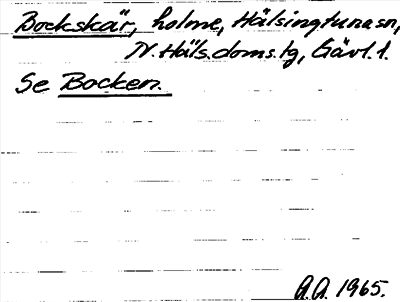 Bockskär, holme, Hälsingtuna sn,
N. Häls. doms. tg, Gävl. l.
Se Bocken.
A.A. 1965.